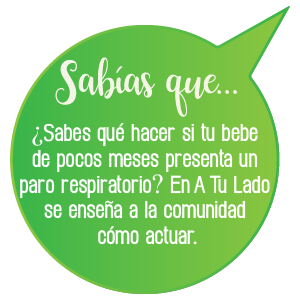 Sabías que...
¿Sabes qué hacer si tu bebe
de pocos meses presenta un
paro respiratorio? En A Tu Lado
se enseña a la comunidad
cómo actuar.